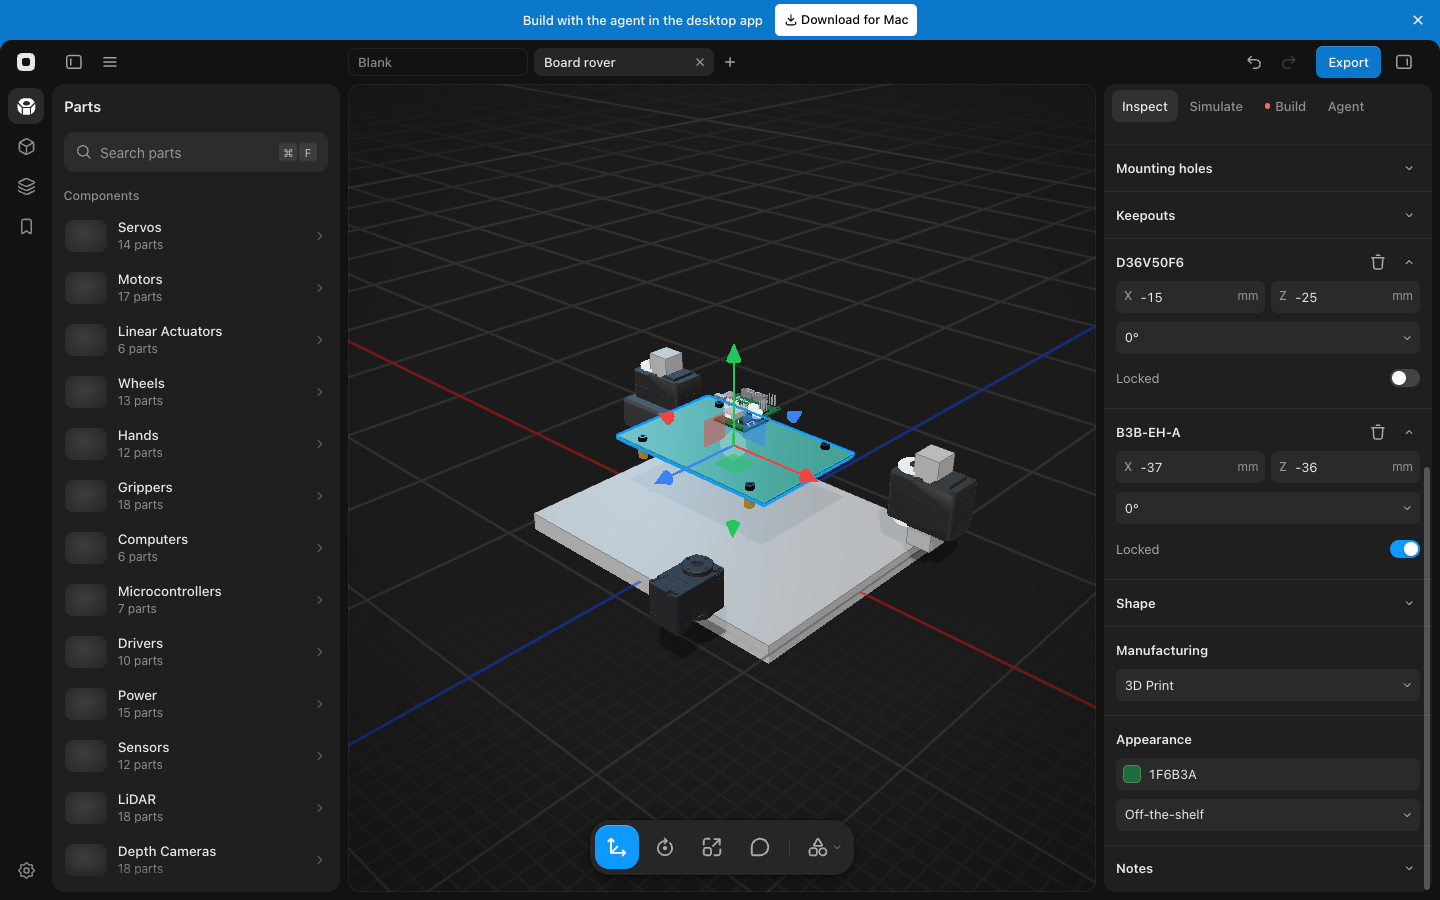 Build with the agent in the desktop app
Download for Mac
Blank
Board rover
Export
Parts
Search parts
⌘ F
Components
Servos
14 parts
Motors
17 parts
Linear Actuators
6 parts
Wheels
13 parts
Hands
12 parts
Grippers
18 parts
Computers
6 parts
Microcontrollers
7 parts
Drivers
10 parts
Power
15 parts
Sensors
12 parts
LiDAR
18 parts
Depth Cameras
18 parts
Inspect
Simulate
Build
Agent
Mounting holes
Keepouts
D36V50F6
X -15 mm
Z -25 mm
0°
Locked
B3B-EH-A
X -37 mm
Z -36 mm
0°
Locked
Shape
Manufacturing
3D Print
Appearance
1F6B3A
Off-the-shelf
Notes